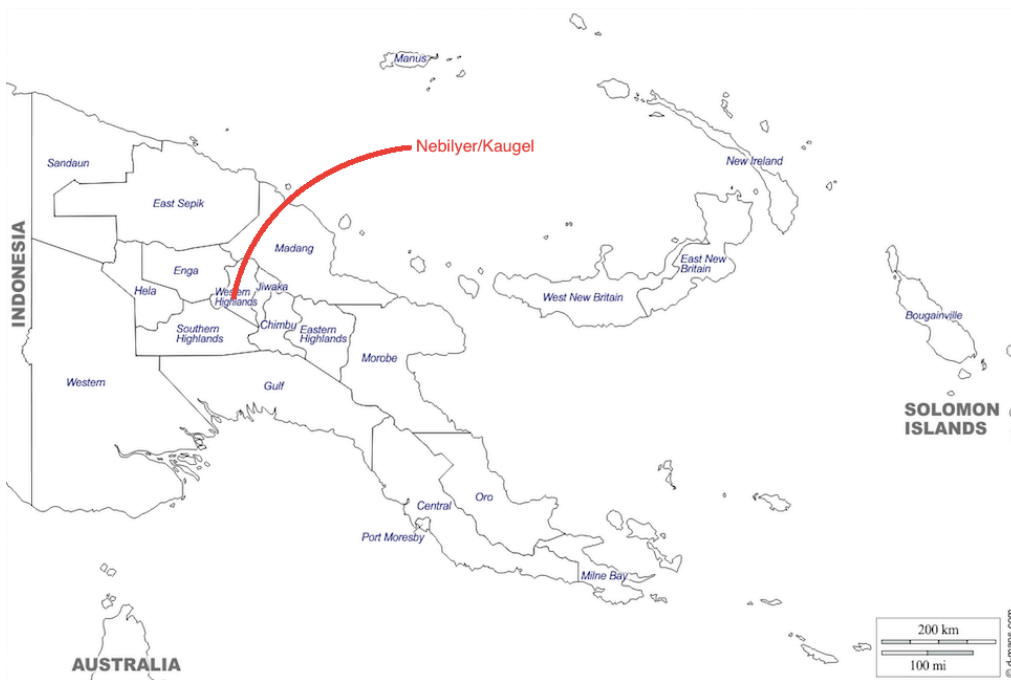 Manus
Nebilyer/Kaugel
Sandaun
New Ireland
East Sepik
INDONESIA
Madang
East New
Britain
Enga
Hela
Western
Highlands
Jiwaka
West New Britain
Bougainville
Southern
Highlands
Chimbu
Eastern
Highlands
Morobe
Western
Gulf
SOLOMON
ISLANDS
Central
Oro
Port Moresby
Milne Bay
AUSTRALIA
200 km
100 mi
© d-maps.com